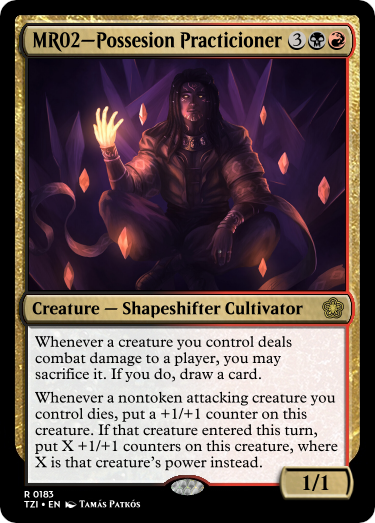 MR02—Possesion Practicioner 3
Creature — Shapeshifter Cultivator
Whenever a creature you control deals
combat damage to a player, you may
sacrifice it. If you do, draw a card.
Whenever a nontoken attacking creature you
control dies, put a +1/+1 counter on this
creature. If that creature entered this turn,
put X +1/+1 counters on this creature, where
X is that creature's power instead.
1/1
R 0183
TZI • EN Tamás Patkós